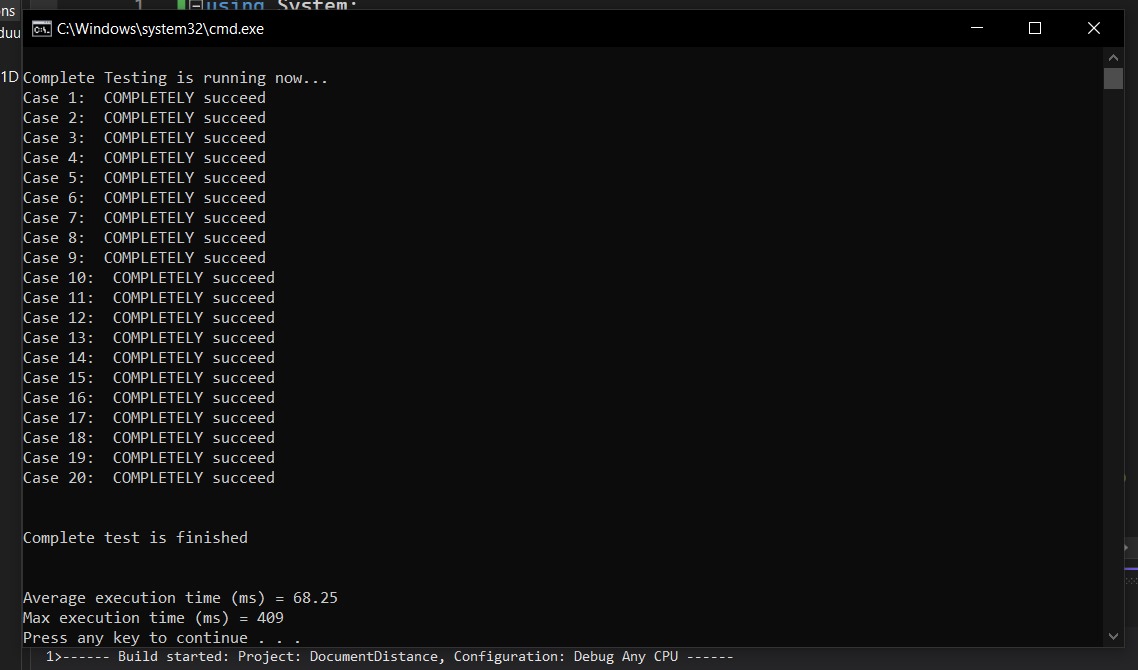 ons
1
using System;
duu
C:\Windows\system32\cmd.exe
1D
Complete Testing is running now...
Case 1:  COMPLETELY succeed
Case 2:  COMPLETELY succeed
Case 3:  COMPLETELY succeed
Case 4:  COMPLETELY succeed
Case 5:  COMPLETELY succeed
Case 6:  COMPLETELY succeed
Case 7:  COMPLETELY succeed
Case 8:  COMPLETELY succeed
Case 9:  COMPLETELY succeed
Case 10:  COMPLETELY succeed
Case 11:  COMPLETELY succeed
Case 12:  COMPLETELY succeed
Case 13:  COMPLETELY succeed
Case 14:  COMPLETELY succeed
Case 15:  COMPLETELY succeed
Case 16:  COMPLETELY succeed
Case 17:  COMPLETELY succeed
Case 18:  COMPLETELY succeed
Case 19:  COMPLETELY succeed
Case 20:  COMPLETELY succeed
Complete test is finished
Average execution time (ms) = 68.25
Max execution time (ms) = 409
Press any key to continue . . .
1>------ Build started: Project: DocumentDistance, Configuration: Debug Any CPU ------